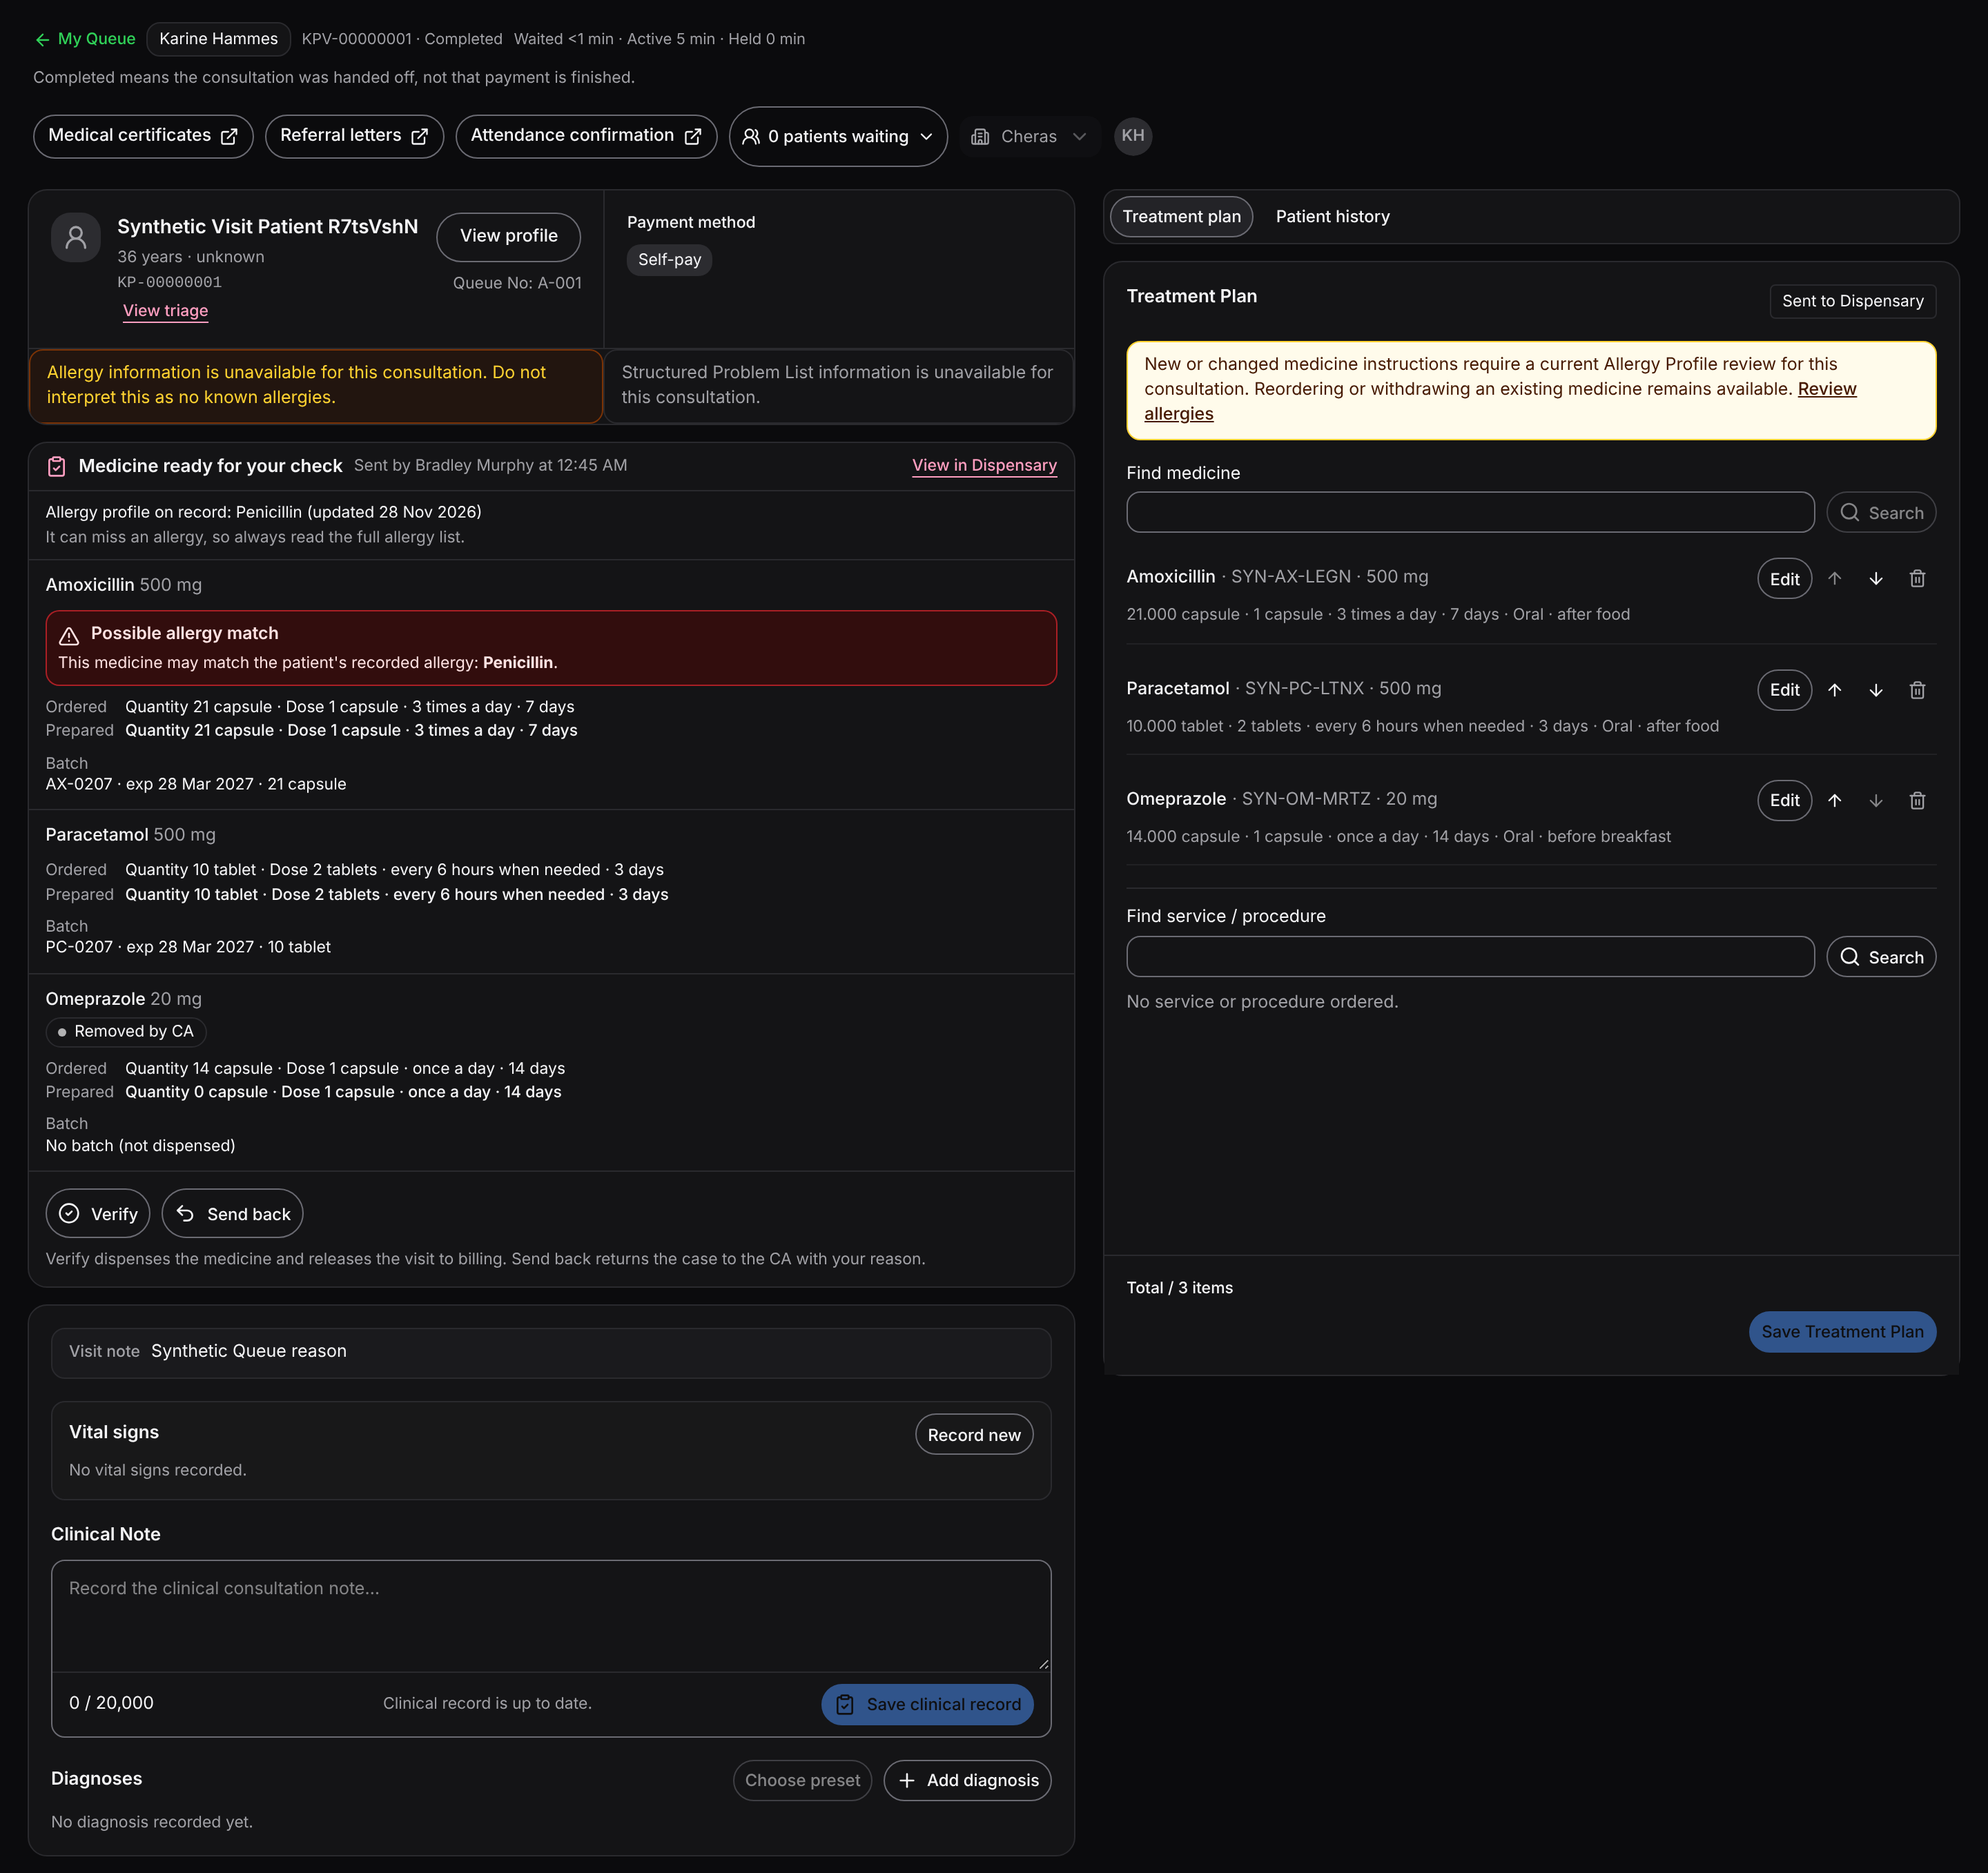 My Queue
Karine Hammes
KPV-00000001 · Completed
Waited <1 min · Active 5 min · Held 0 min
Completed means the consultation was handed off, not that payment is finished.
Medical certificates
Referral letters
Attendance confirmation
0 patients waiting
Cheras
KH
Synthetic Visit Patient R7tsVshN
36 years · unknown
KP-00000001
View triage
View profile
Queue No: A-001
Payment method
Self-pay
Allergy information is unavailable for this consultation. Do not
interpret this as no known allergies.
Structured Problem List information is unavailable for
this consultation.
Medicine ready for your check
Sent by Bradley Murphy at 12:45 AM
View in Dispensary
Allergy profile on record: Penicillin (updated 28 Nov 2026)
It can miss an allergy, so always read the full allergy list.
Amoxicillin 500 mg
Possible allergy match
This medicine may match the patient's recorded allergy: Penicillin.
Ordered Quantity 21 capsule · Dose 1 capsule · 3 times a day · 7 days
Prepared Quantity 21 capsule · Dose 1 capsule · 3 times a day · 7 days
Batch
AX-0207 · exp 28 Mar 2027 · 21 capsule
Paracetamol 500 mg
Ordered Quantity 10 tablet · Dose 2 tablets · every 6 hours when needed · 3 days
Prepared Quantity 10 tablet · Dose 2 tablets · every 6 hours when needed · 3 days
Batch
PC-0207 · exp 28 Mar 2027 · 10 tablet
Omeprazole 20 mg
Removed by CA
Ordered Quantity 14 capsule · Dose 1 capsule · once a day · 14 days
Prepared Quantity 0 capsule · Dose 1 capsule · once a day · 14 days
Batch
No batch (not dispensed)
Verify
Send back
Verify dispenses the medicine and releases the visit to billing. Send back returns the case to the CA with your reason.
Visit note Synthetic Queue reason
Vital signs
Record new
No vital signs recorded.
Clinical Note
Record the clinical consultation note...
0 / 20,000
Clinical record is up to date.
Save clinical record
Diagnoses
Choose preset
Add diagnosis
No diagnosis recorded yet.
Treatment plan
Patient history
Treatment Plan
Sent to Dispensary
New or changed medicine instructions require a current Allergy Profile review for this
consultation. Reordering or withdrawing an existing medicine remains available. Review
allergies
Find medicine
Search
Amoxicillin · SYN-AX-LEGN · 500 mg
Edit
21.000 capsule · 1 capsule · 3 times a day · 7 days · Oral · after food
Paracetamol · SYN-PC-LTNX · 500 mg
Edit
10.000 tablet · 2 tablets · every 6 hours when needed · 3 days · Oral · after food
Omeprazole · SYN-OM-MRTZ · 20 mg
Edit
14.000 capsule · 1 capsule · once a day · 14 days · Oral · before breakfast
Find service / procedure
Search
No service or procedure ordered.
Total / 3 items
Save Treatment Plan